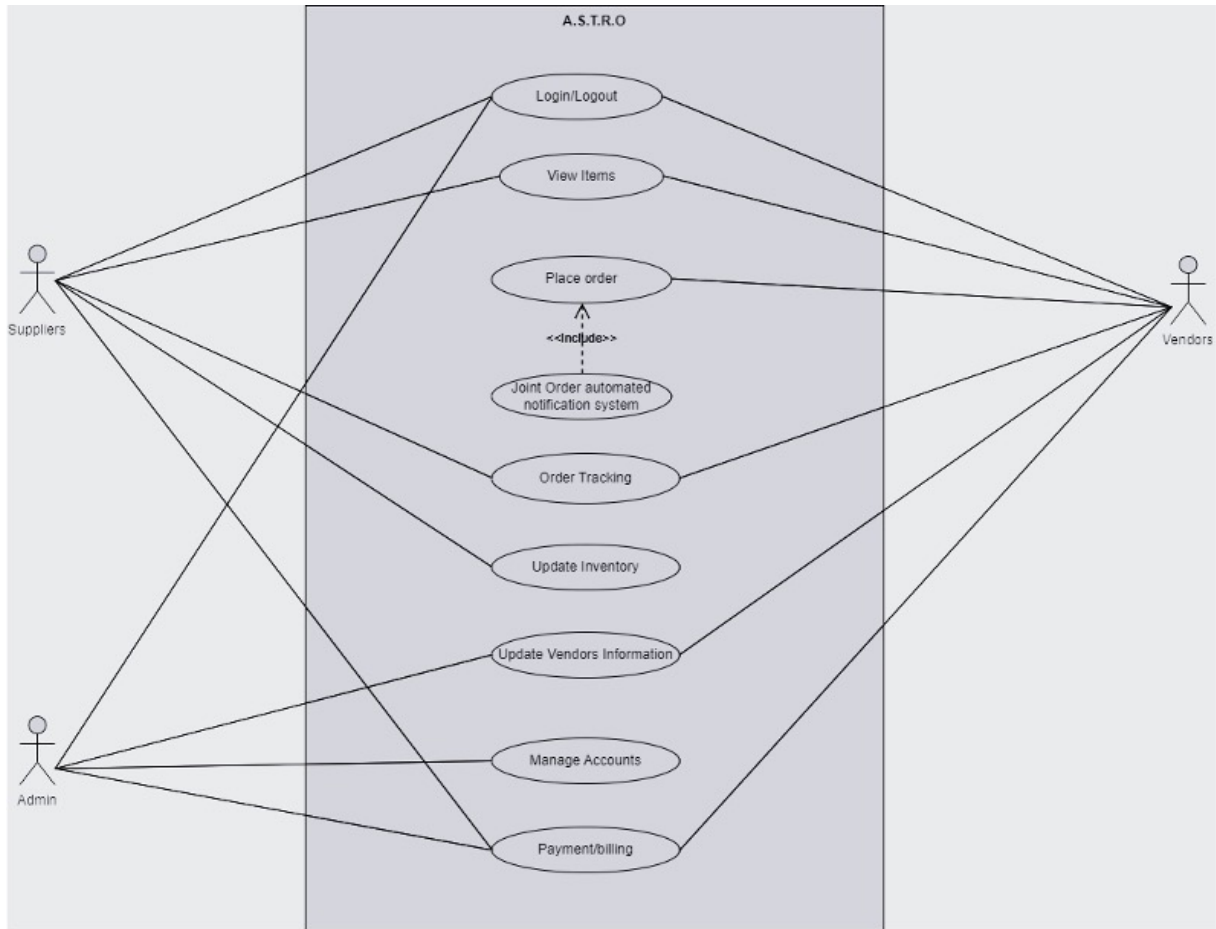 A.S.T.R.O
Login/Logout
View Items
Suppliers
Place order
Vendors
<<Include>>
Joint Order automated
notification system
Order Tracking
Update Inventory
Update Vendors Information
Admin
Manage Accounts
Payment/billing